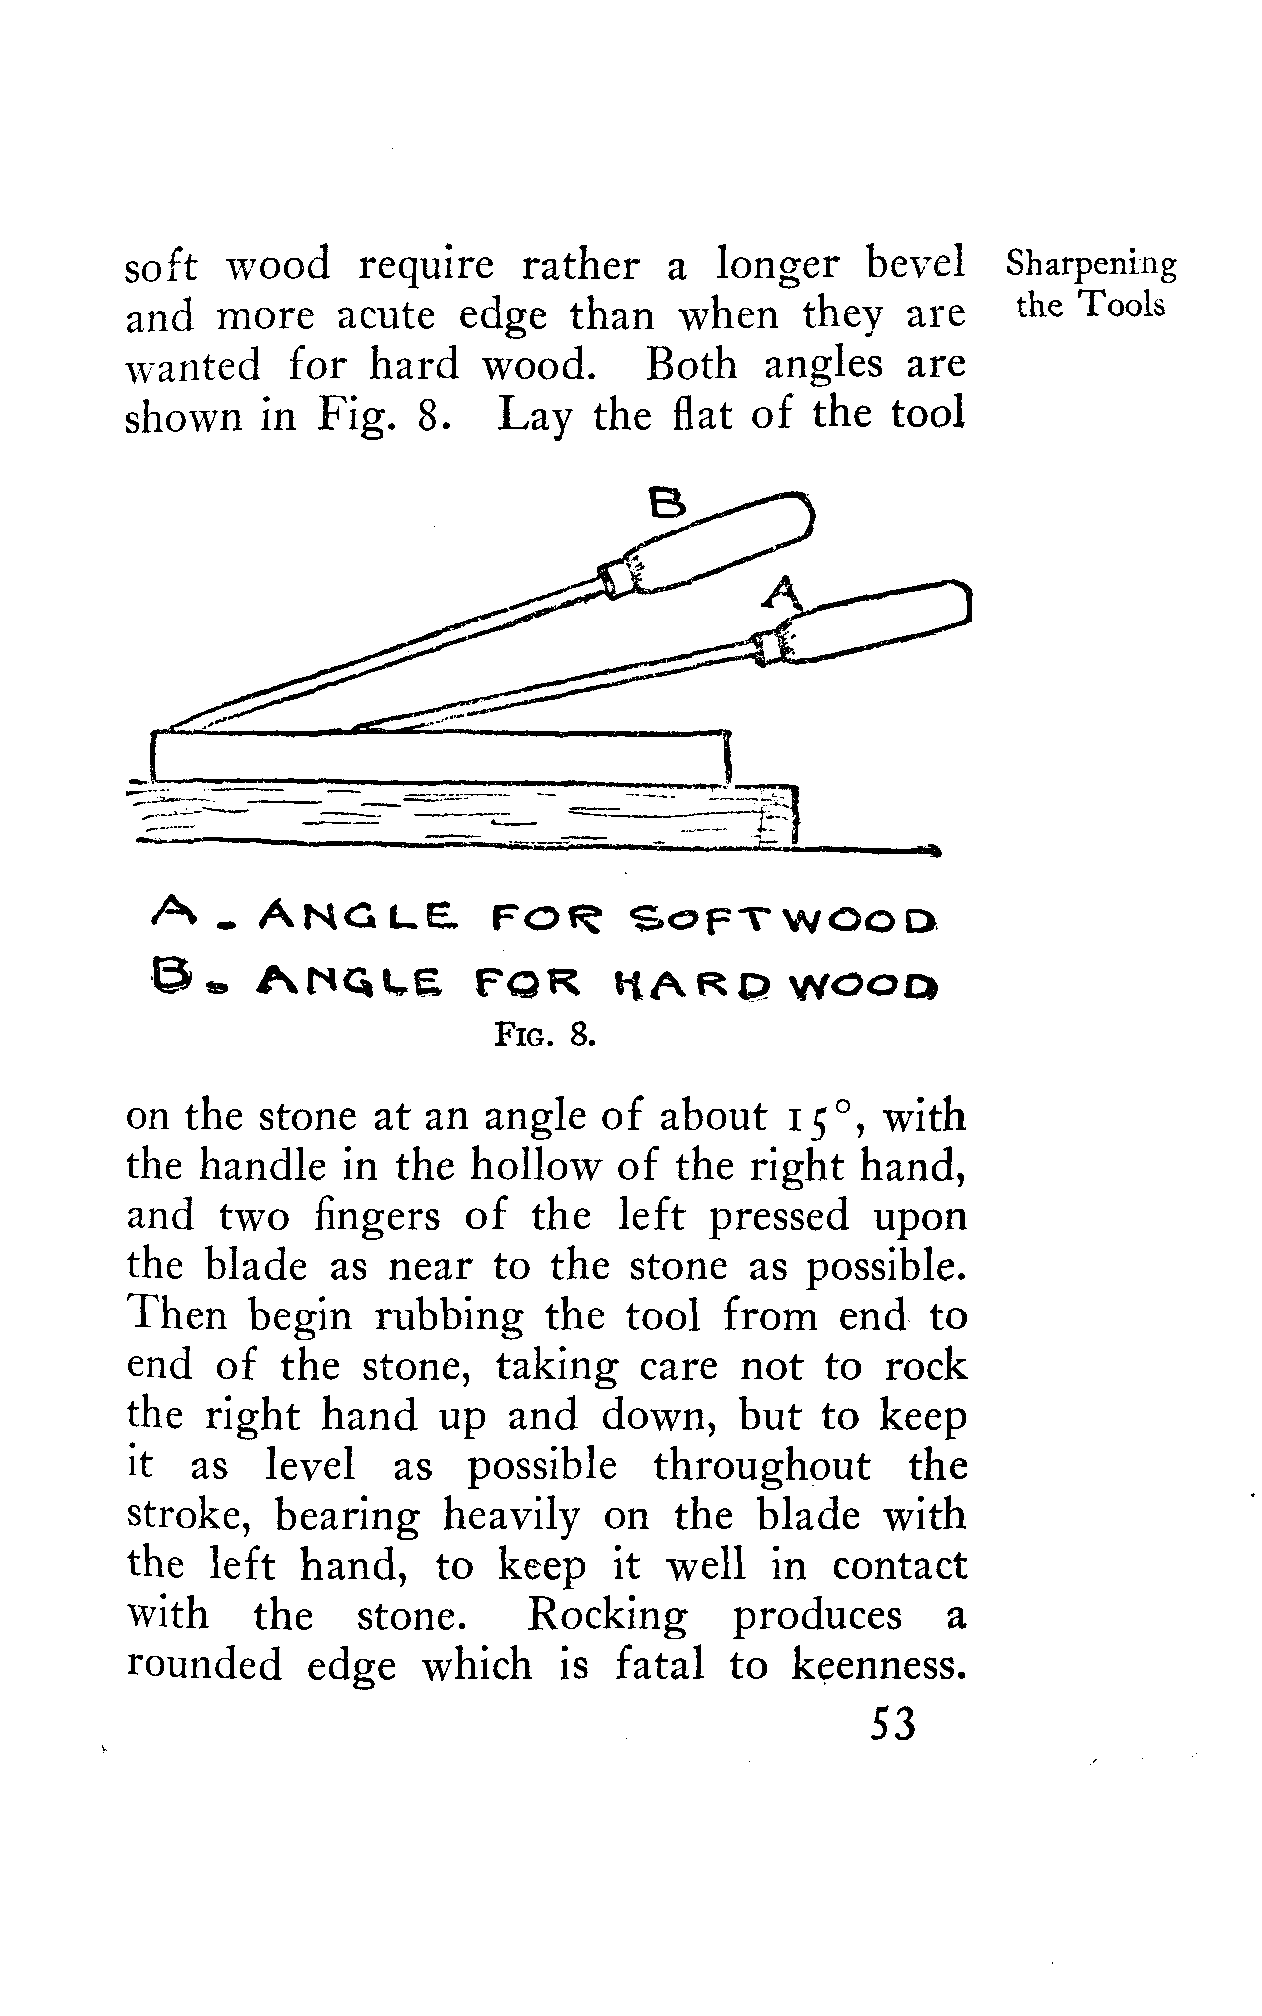 soft wood require rather a longer bevel
and more acute edge than when they are
wanted for hard wood. Both angles are
shown in Fig. 8. Lay the flat of the tool
Sharpening
the Tools
B
A
A. ANGLE FOR SOFTWOOD
B. ANGLE FOR HARDWOOD
FIG. 8.
on the stone at an angle of about 15°, with
the handle in the hollow of the right hand,
and two fingers of the left pressed upon
the blade as near to the stone as possible.
Then begin rubbing the tool from end to
end of the stone, taking care not to rock
the right hand up and down, but to keep
it as level as possible throughout the
stroke, bearing heavily on the blade with
the left hand, to keep it well in contact
with the stone. Rocking produces a
rounded edge which is fatal to keenness.
53